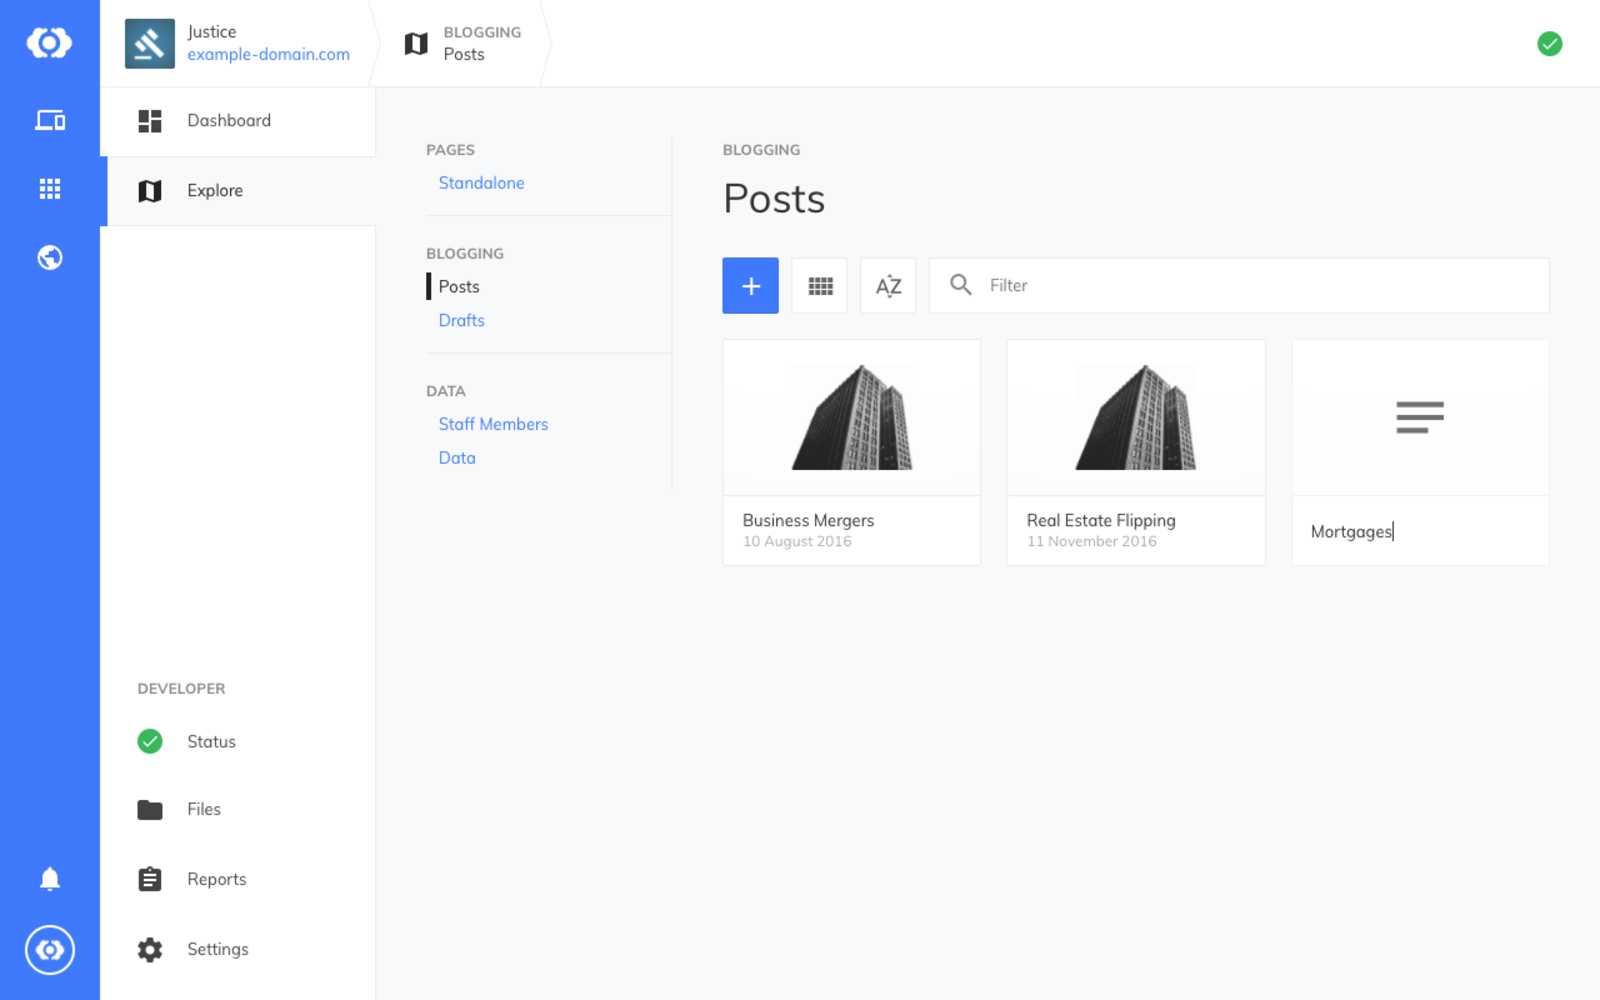 Justice
example-domain.com
BLOGGING
Posts
Dashboard
Explore
DEVELOPER
Status
Files
Reports
Settings
PAGES
Standalone
BLOGGING
Posts
Drafts
DATA
Staff Members
Data
BLOGGING
Posts
AZ
Filter
Business Mergers
10 August 2016
Real Estate Flipping
11 November 2016
Mortgages